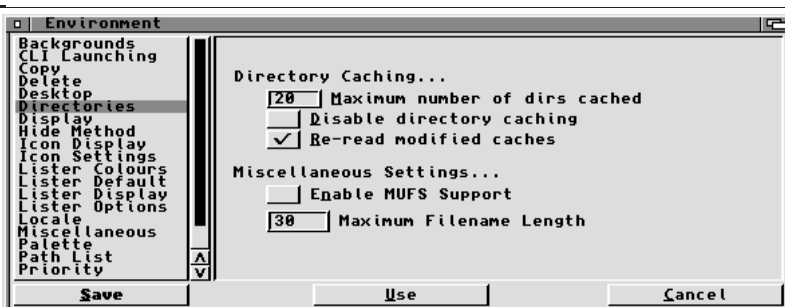 Environment
Backgrounds
CLI Launching
Copy
Delete
Desktop
Directories
Display
Hide Method
Icon Display
Icon Settings
Lister Colours
Lister Default
Lister Display
Lister Options
Locale
Miscellaneous
Palette
Path List
Priority
Directory Caching...
20 Maximum number of dirs cached
Disable directory caching
Re-read modified caches
Miscellaneous Settings...
Enable MUFS Support
30 Maximum Filename Length
Save
Use
Cancel